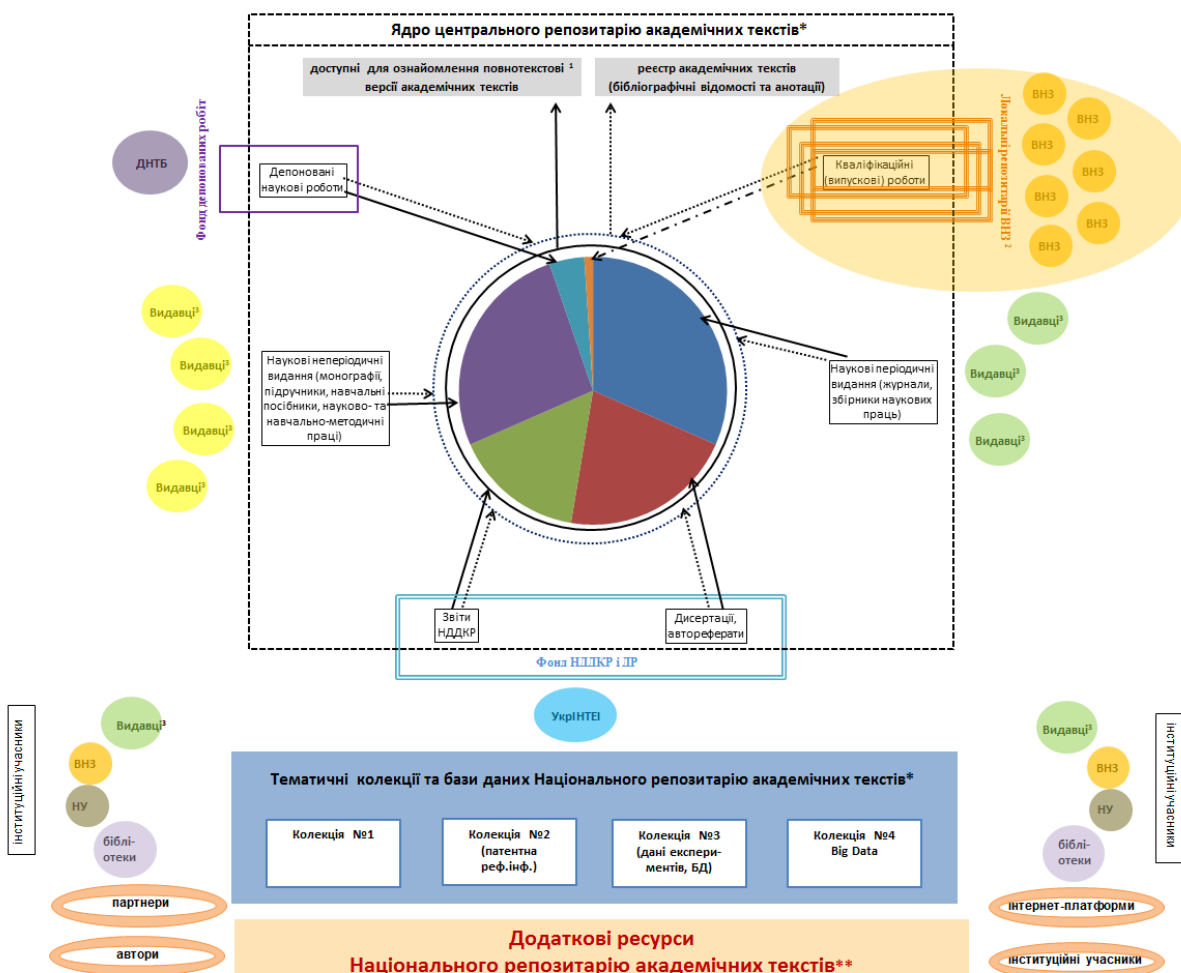 Ядро центрального репозитарію академічних текстів*
доступні для ознайомлення повнотекстові ¹
версії академічних текстів
реєстр академічних текстів
(бібліографічні відомості та анотації)
ДНТБ
Фонд депонованих робіт
Депоновані
наукові роботи
Кваліфікаційні
(випускові) роботи
Локальні репозитарії ВНЗ ²
ВНЗ
ВНЗ
ВНЗ
ВНЗ
ВНЗ
ВНЗ
ВНЗ
Видавці³
Видавці³
Видавці³
Видавці³
Наукові неперіодичні
видання (монографії,
підручники, навчальні
посібники, науково- та
навчально-методичні
праці)
Наукові періодичні
видання (журнали,
збірники наукових
праць)
Видавці³
Видавці³
Видавці³
Звіти
НДДКР
Дисертації,
автореферати
Фонд НДДКР і ДР
УкрІНТЕІ
інституційні учасники
Видавці³
ВНЗ
НУ
біблі-
отеки
партнери
автори
Тематичні колекції та бази даних Національного репозитарію академічних текстів*
Колекція №1
Колекція №2
(патентна
реф.інф.)
Колекція №3
(дані експери-
ментів, БД)
Колекція №4
Big Data
Додаткові ресурси
Національного репозитарію академічних текстів**
Видавці³
ВНЗ
НУ
біблі-
отеки
інституційні учасники
інтернет-платформи
інституційні учасники